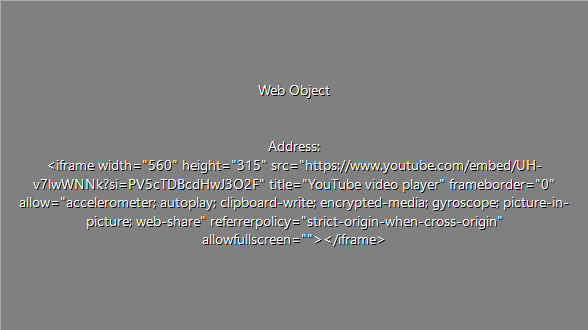 Web Object
Address:
<iframe width="560" height="315" src="https://www.youtube.com/embed/UH-
v7lwWNNk?si=PV5cTDBcdHwJ3O2F" title="YouTube video player" frameborder="0"
allow="accelerometer; autoplay; clipboard-write; encrypted-media; gyroscope; picture-in-
picture; web-share" referrerpolicy="strict-origin-when-cross-origin"
allowfullscreen=""></iframe>